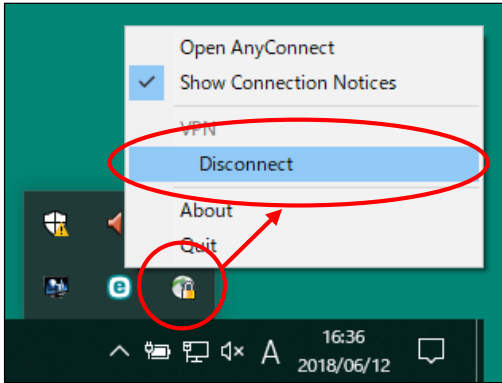 Open AnyConnect
Show Connection Notices
VPN
Disconnect
About
Quit
e
A
16:36
2018/06/12